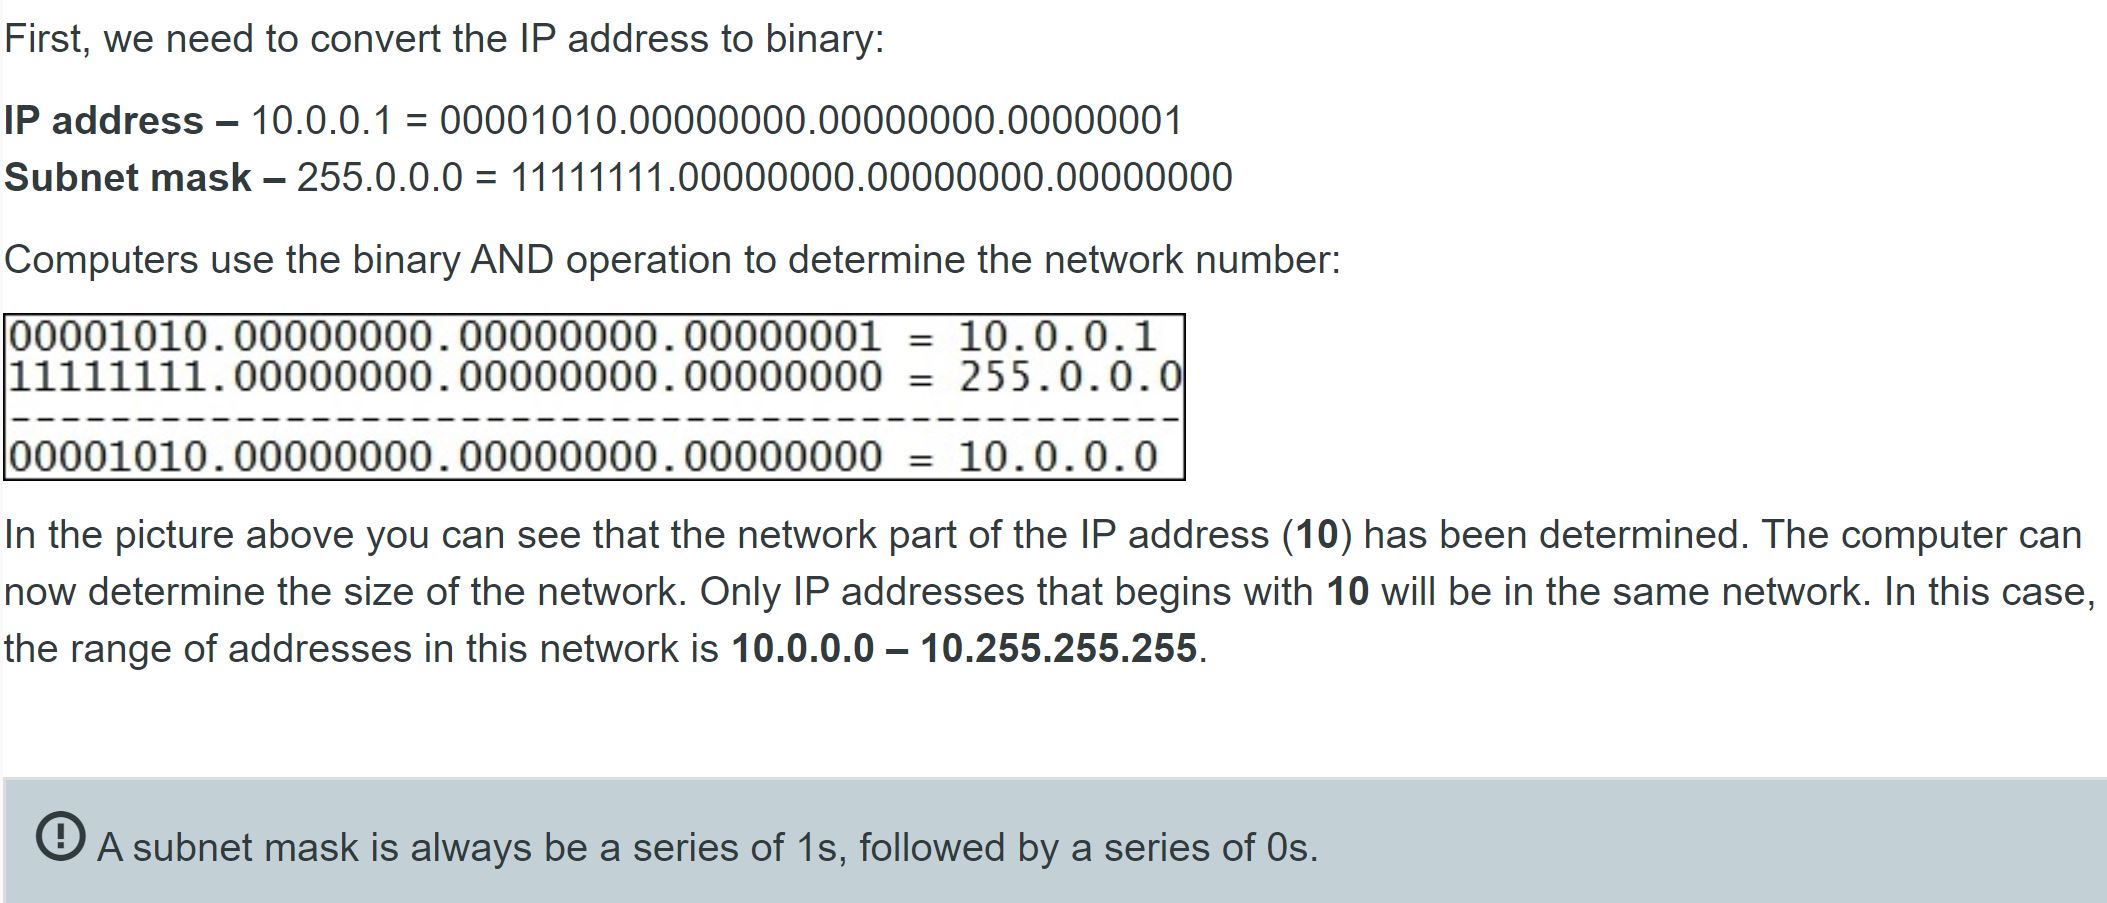 First, we need to convert the IP address to binary:
IP address – 10.0.0.1 = 00001010.00000000.00000000.00000001
Subnet mask – 255.0.0.0 = 11111111.00000000.00000000.00000000
Computers use the binary AND operation to determine the network number:
00001010.00000000.00000000.00000001 = 10.0.0.1
11111111.00000000.00000000.00000000 = 255.0.0.0
-----------------------------------------------
00001010.00000000.00000000.00000000 = 10.0.0.0
In the picture above you can see that the network part of the IP address (10) has been determined. The computer can
now determine the size of the network. Only IP addresses that begins with 10 will be in the same network. In this case,
the range of addresses in this network is 10.0.0.0 – 10.255.255.255.
A subnet mask is always be a series of 1s, followed by a series of 0s.